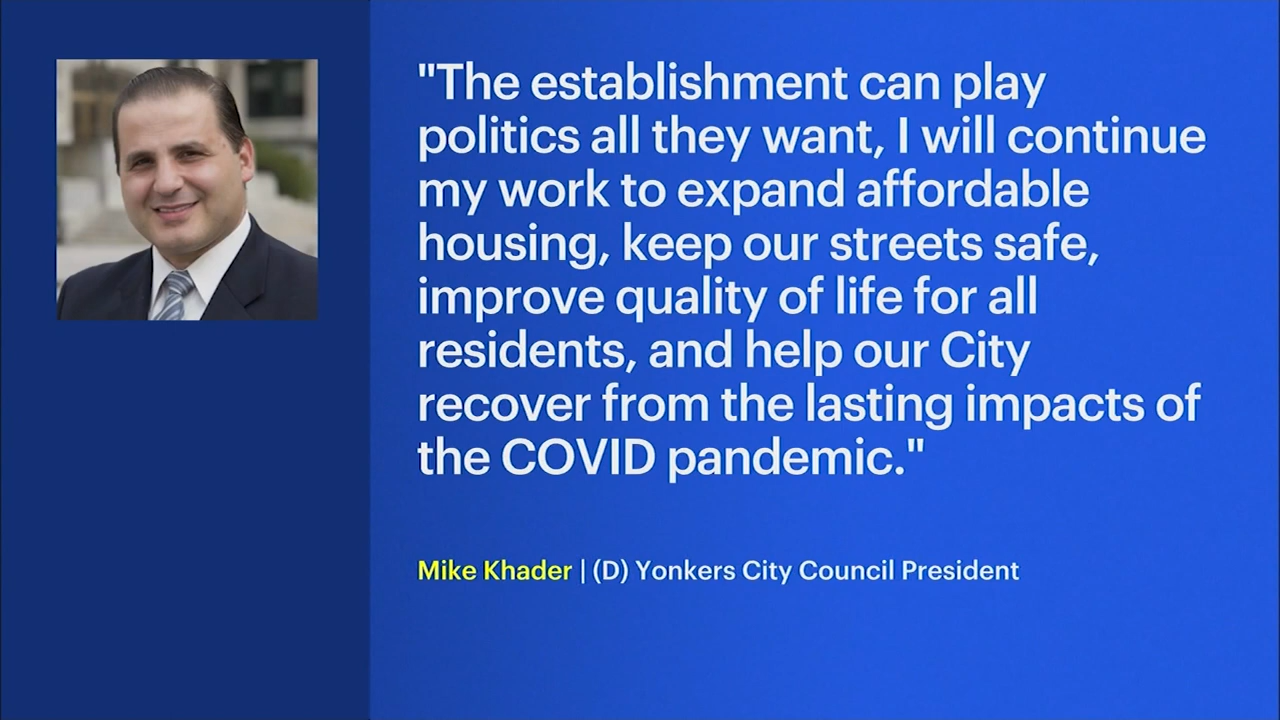 "The establishment can play
politics all they want, I will continue
my work to expand affordable
housing, keep our streets safe,
improve quality of life for all
residents, and help our City
recover from the lasting impacts of
the COVID pandemic."
Mike Khader | (D) Yonkers City Council President